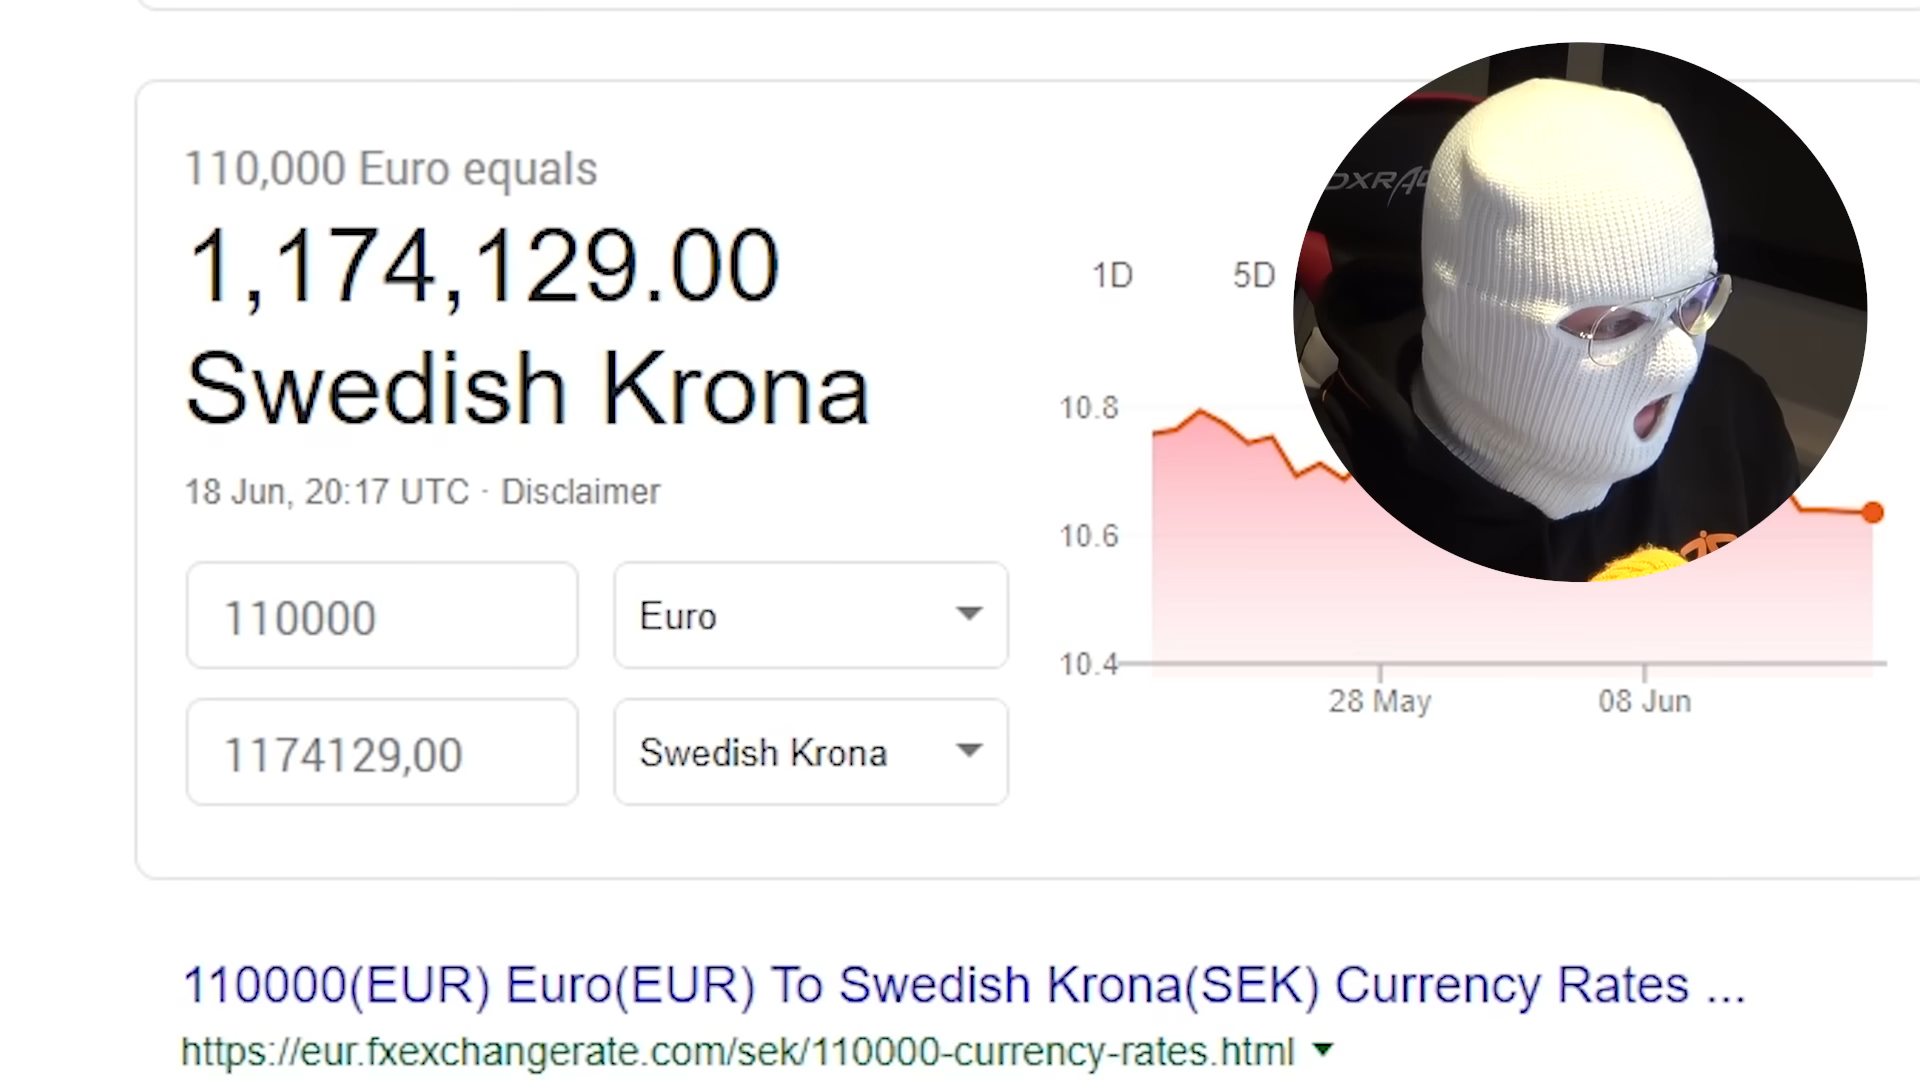 110,000 Euro equals
1,174,129.00
Swedish Krona
18 Jun, 20:17 UTC · Disclaimer
110000
Euro
1174129,00
Swedish Krona
1D 5D
10.8
10.6
10.4
28 May 08 Jun
110000(EUR) Euro(EUR) To Swedish Krona(SEK) Currency Rates ...
https://eur.fxexchangerate.com/sek/110000-currency-rates.html